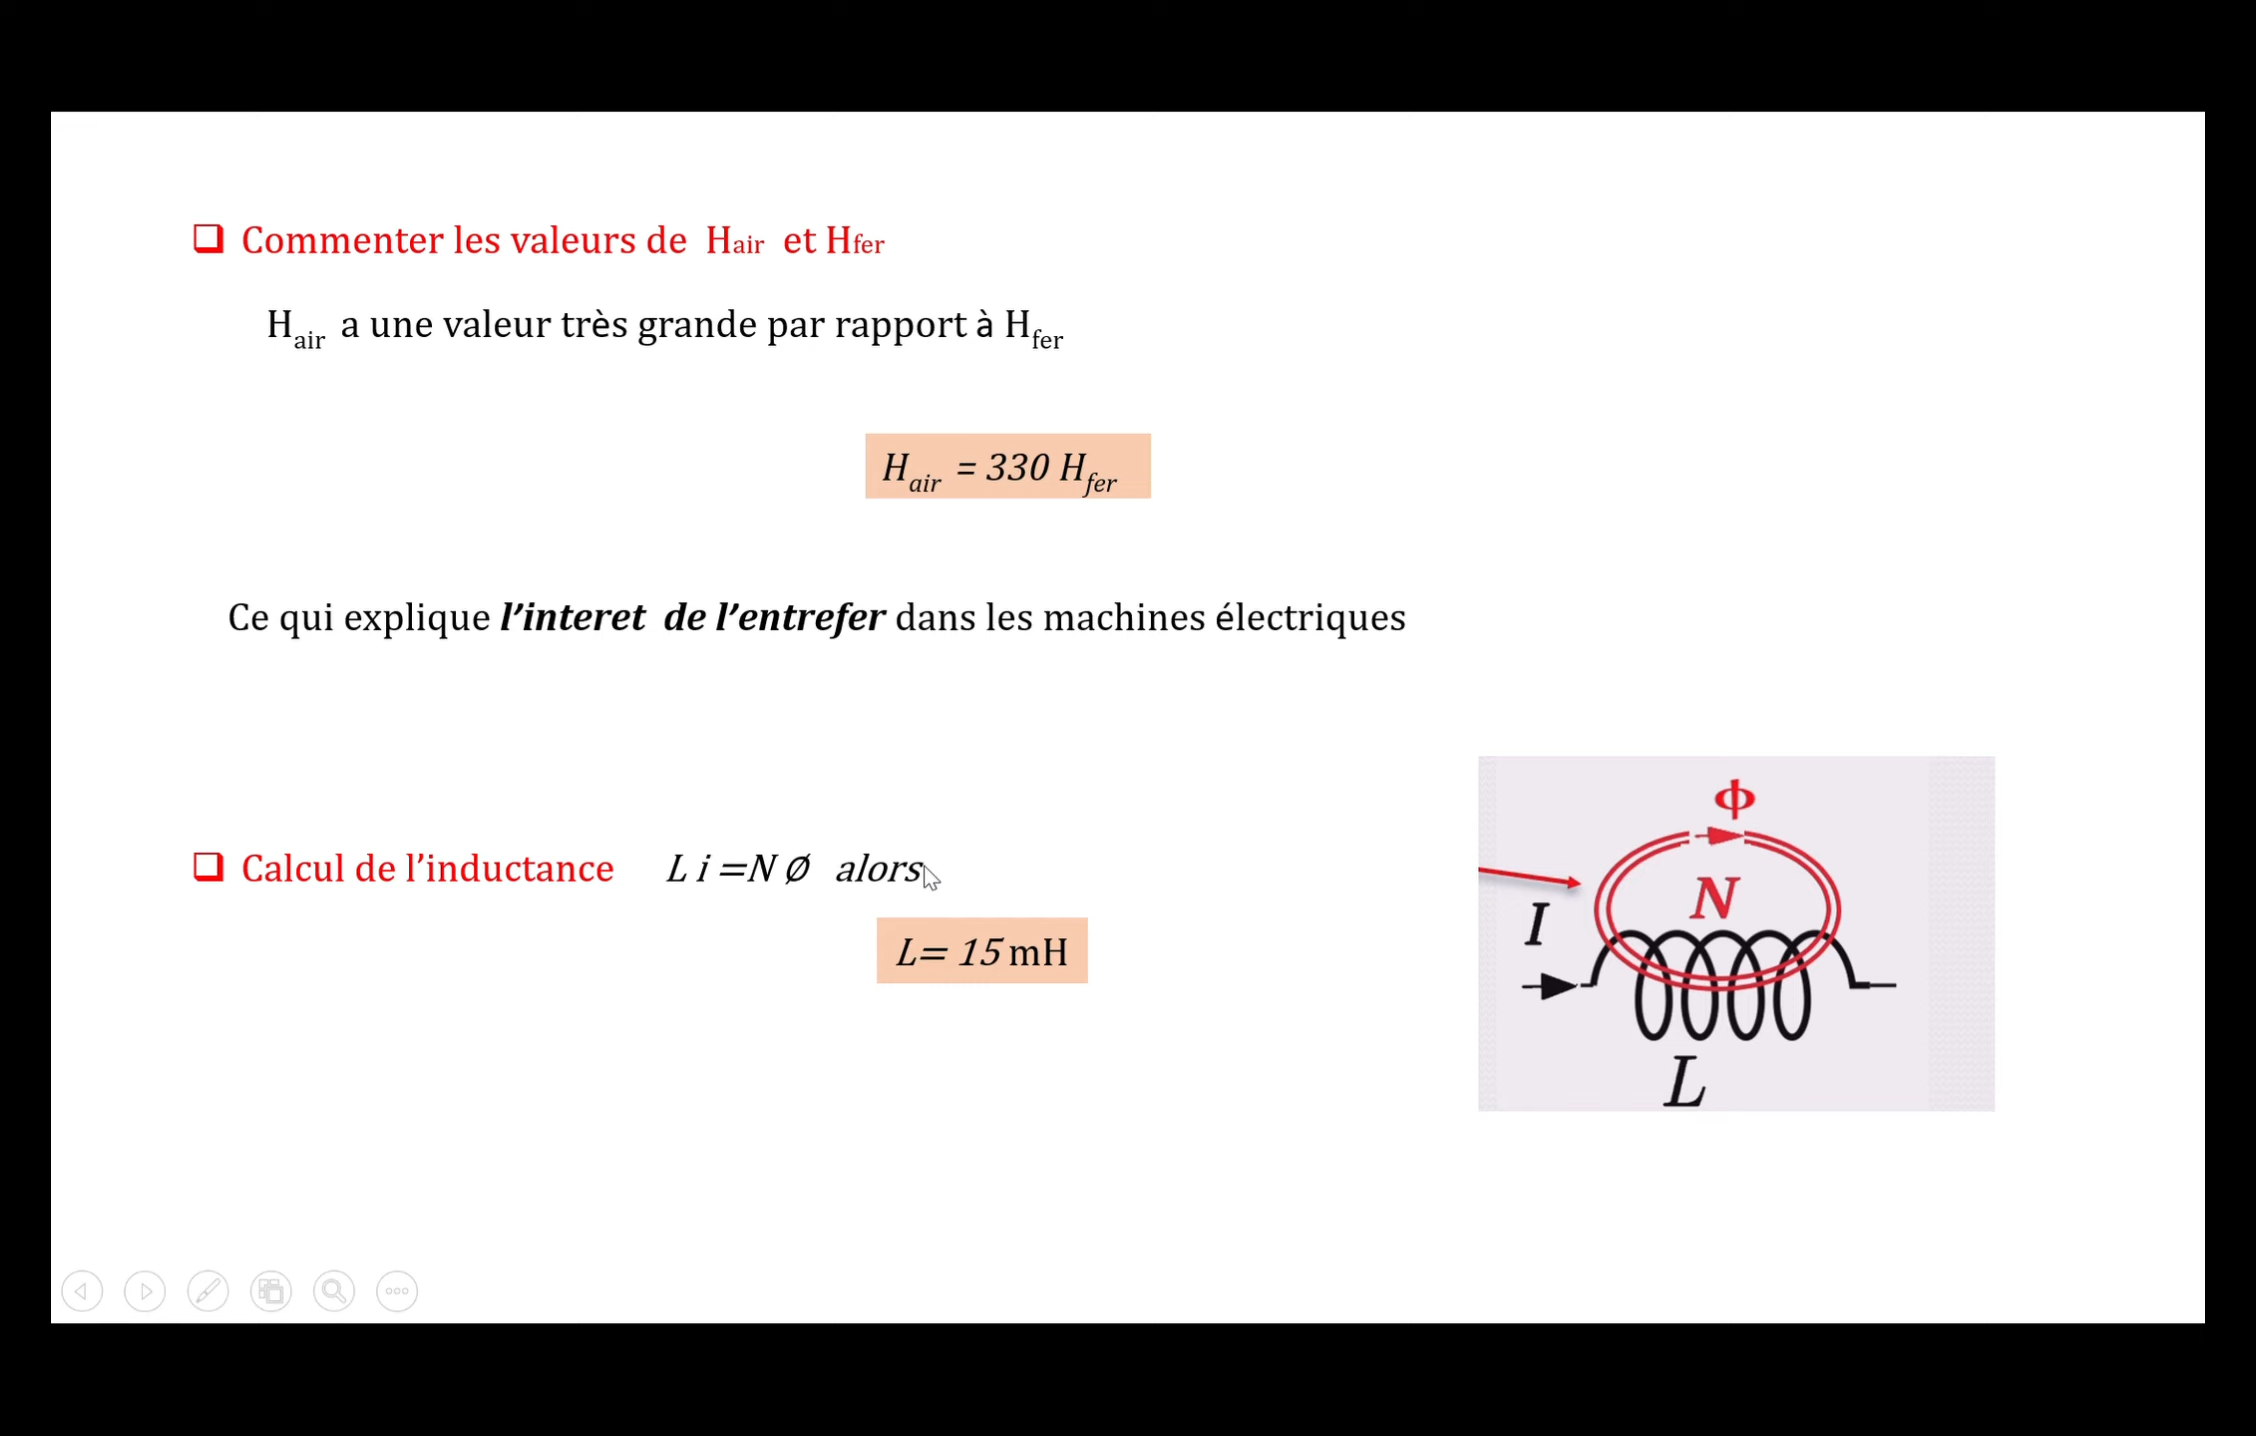 ❑ Commenter les valeurs de Hair et Hfer
Hair a une valeur très grande par rapport à Hfer
Hair = 330 Hfer
Ce qui explique l’interet de l’entrefer dans les machines électriques
❑ Calcul de l’inductance L i =N Ø alors
L= 15 mH
ϕ
N
I
L